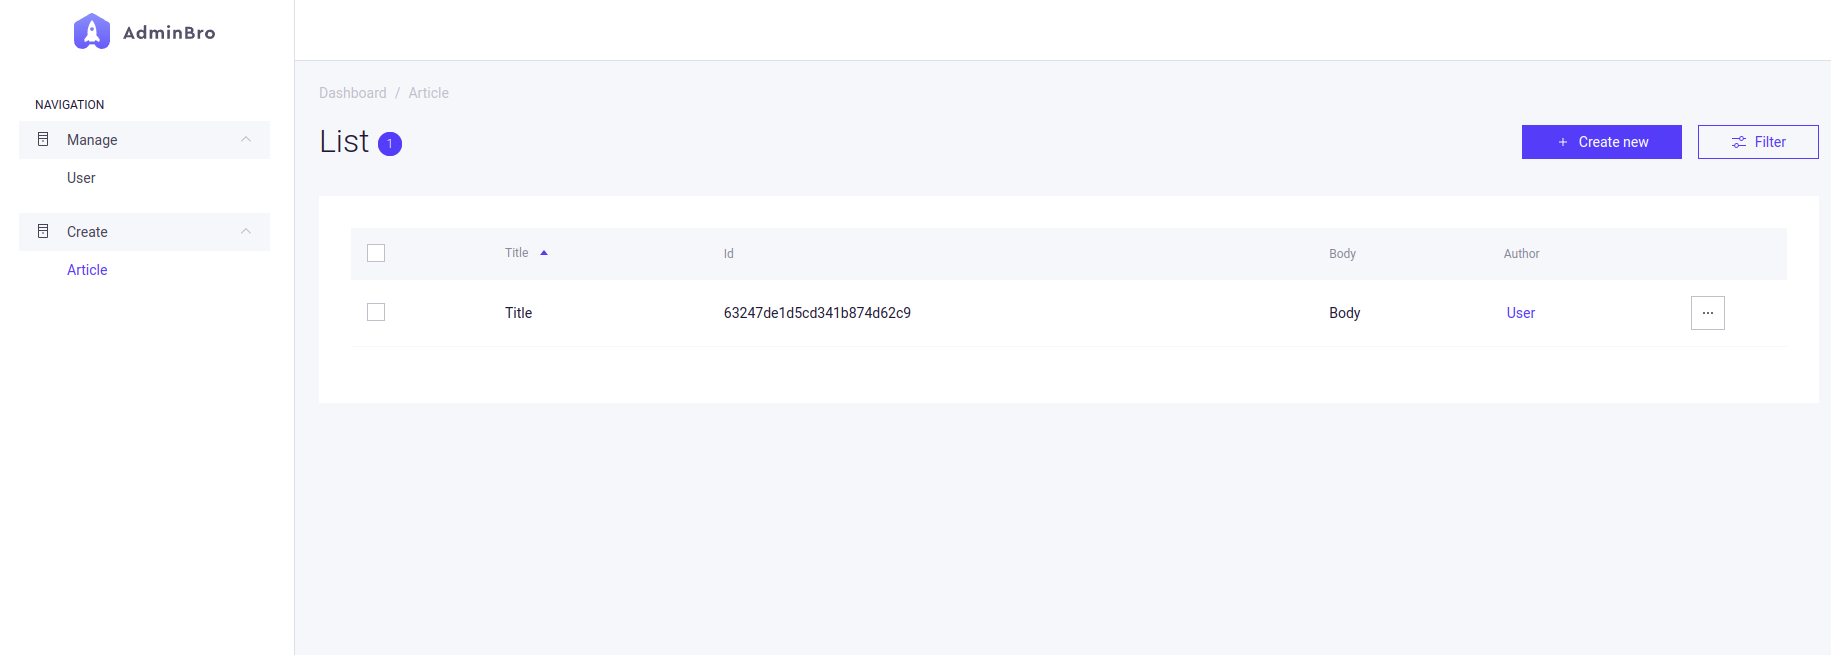 AdminBro
NAVIGATION
Manage
User
Create
Article
Dashboard / Article
List 1
+ Create new
Filter
Title Id Body Author
Title 63247de1d5cd341b874d62c9 Body User ...